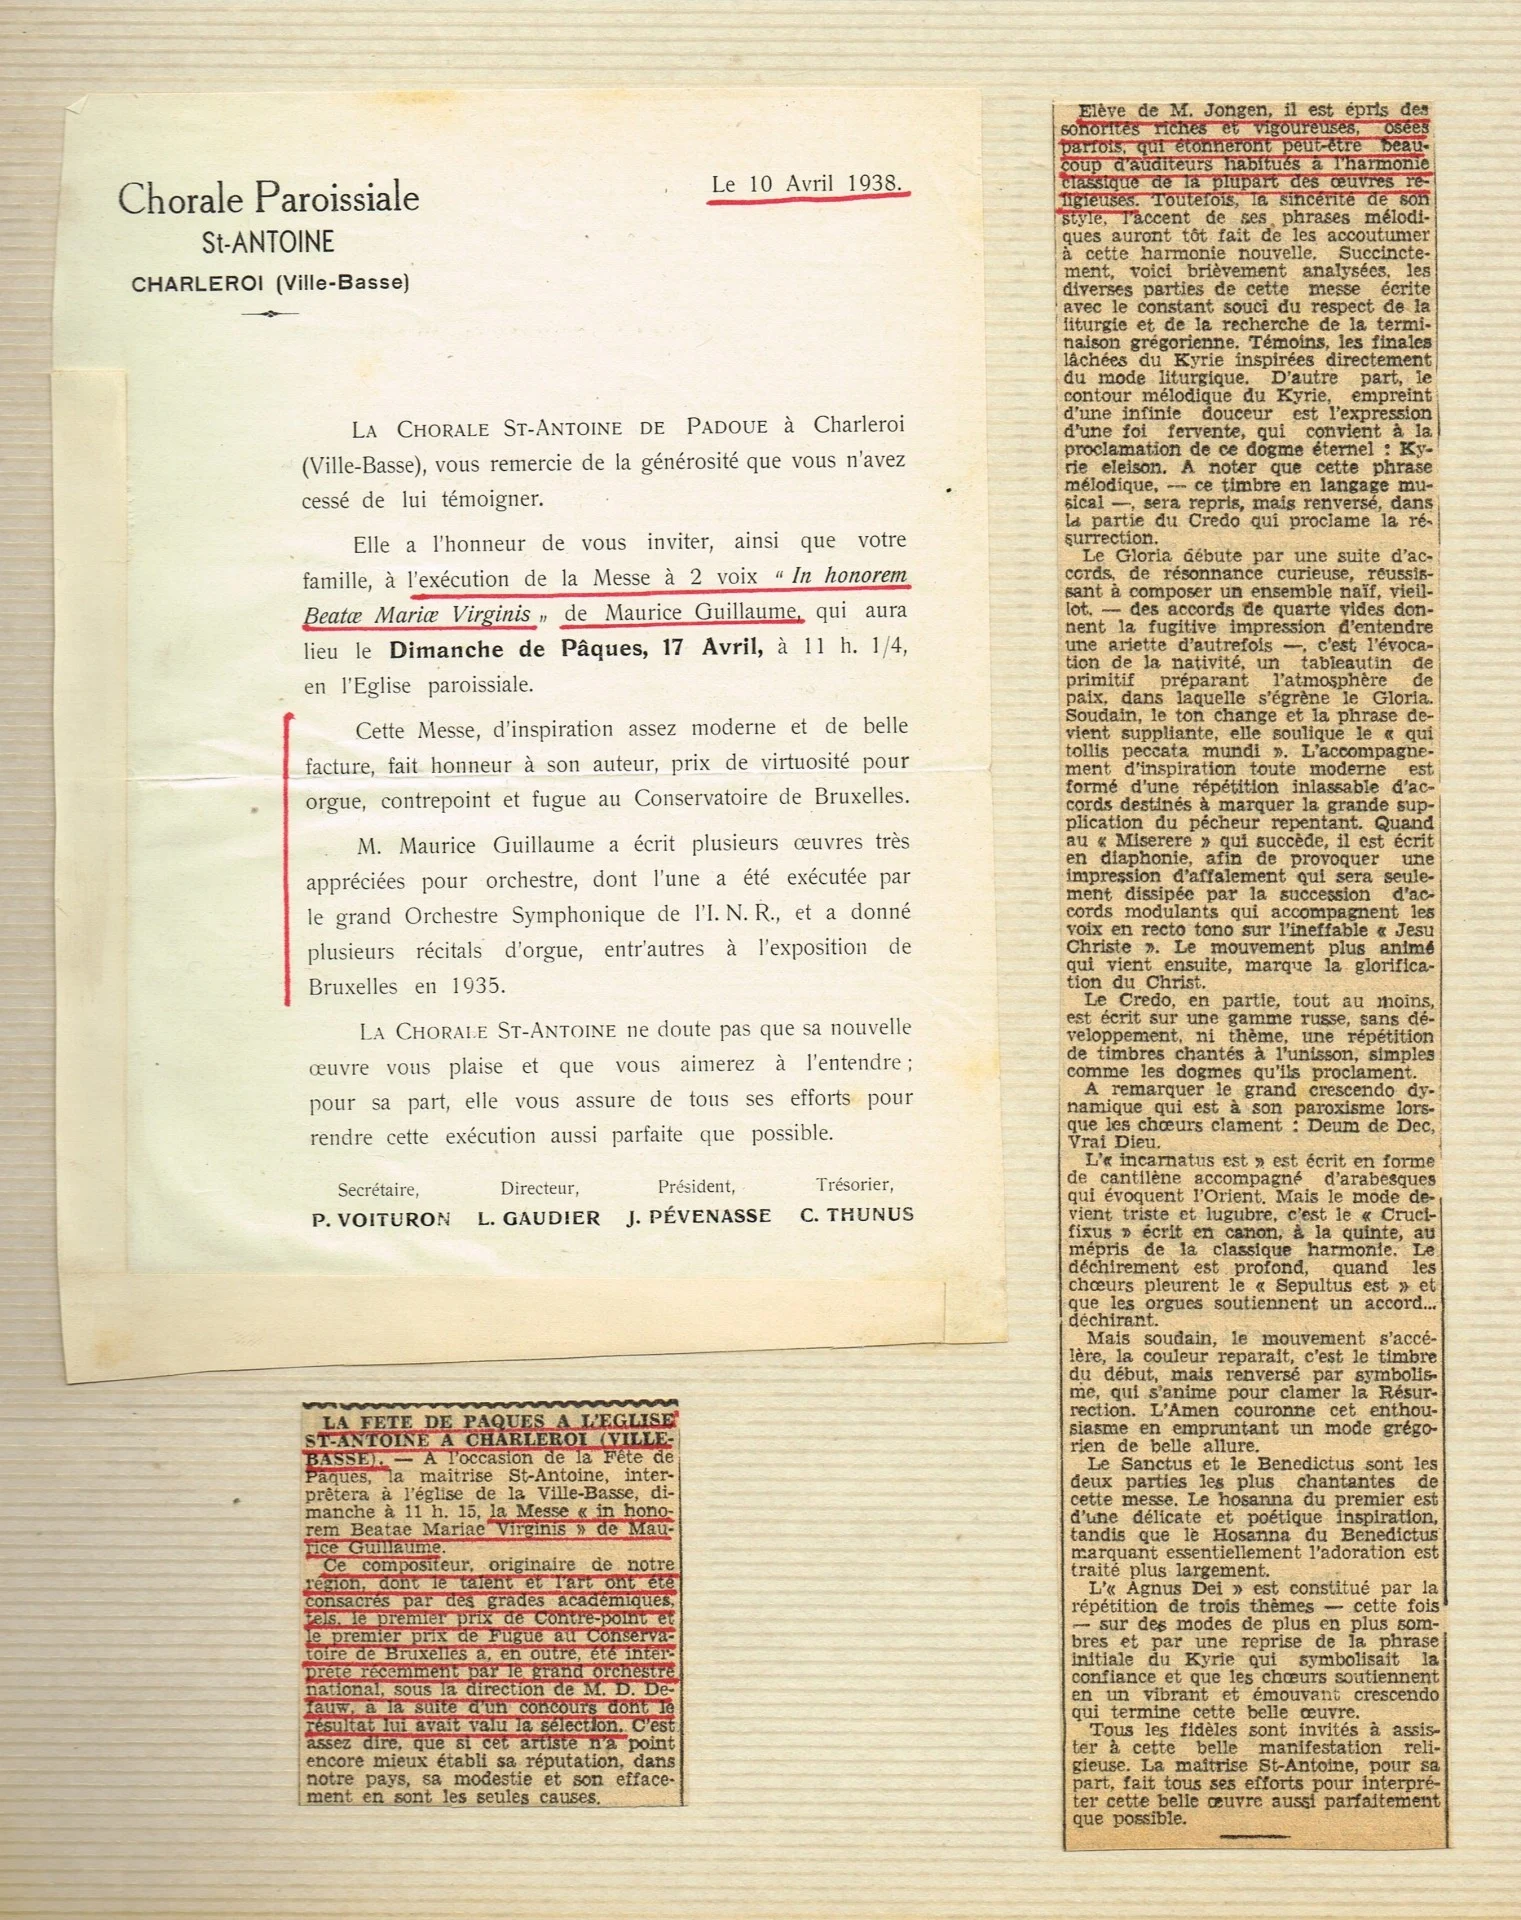 Chorale Paroissiale
St-ANTOINE
CHARLEROI (Ville-Basse)
Le 10 Avril 1938.
LA CHORALE ST-ANTOINE DE PADOUE à Charleroi
(Ville-Basse), vous remercie de la générosité que vous n'avez
cessé de lui témoigner.
Elle a l'honneur de vous inviter, ainsi que votre
famille, à l'exécution de la Messe à 2 voix “ In honorem
Beatæ Mariæ Virginis „ de Maurice Guillaume, qui aura
lieu le Dimanche de Pâques, 17 Avril, à 11 h. 1/4,
en l'Eglise paroissiale.
Cette Messe, d'inspiration assez moderne et de belle
facture, fait honneur à son auteur, prix de virtuosité pour
orgue, contrepoint et fugue au Conservatoire de Bruxelles.
M. Maurice Guillaume a écrit plusieurs œuvres très
appréciées pour orchestre, dont l'une a été exécutée par
le grand Orchestre Symphonique de l'I. N. R., et a donné
plusieurs récitals d'orgue, entr'autres à l'exposition de
Bruxelles en 1935.
LA CHORALE ST-ANTOINE ne doute pas que sa nouvelle
œuvre vous plaise et que vous aimerez à l'entendre ;
pour sa part, elle vous assure de tous ses efforts pour
rendre cette exécution aussi parfaite que possible.
Secrétaire, Directeur, Président, Trésorier,
P. VOITURON L. GAUDIER J. PÉVENASSE C. THUNUS
LA FETE DE PAQUES A L'EGLISE
ST-ANTOINE A CHARLEROI (VILLE-
BASSE). — A l'occasion de la Fête de
Pâques, la maîtrise St-Antoine, inter-
prêtera à l'église de la Ville-Basse, di-
manche à 11 h. 15, la Messe « in hono-
rem Beatae Mariae Virginis » de Mau-
rice Guillaume.
Ce compositeur, originaire de notre
région, dont le talent et l'art ont été
consacrés par des grades académiques,
tels, le premier prix de Contre-point et
le premier prix de Fugue au Conserva-
toire de Bruxelles a, en outre, été inter-
prété récemment par le grand orchestre
national, sous la direction de M. D. De-
fauw, à la suite d'un concours dont le
résultat lui avait valu la sélection. C'est
assez dire, que si cet artiste n'a point
encore mieux établi sa réputation, dans
notre pays, sa modestie et son efface-
ment en sont les seules causes.
Elève de M. Jongen, il est épris des
sonorités riches et vigoureuses, osées
parfois, qui étonneront peut-être beau-
coup d'auditeurs habitués à l'harmonie
classique de la plupart des œuvres re-
ligieuses. Toutefois, la sincérité de son
style, l'accent de ses phrases mélodi-
ques auront tôt fait de les accoutumer
à cette harmonie nouvelle. Succincte-
ment, voici brièvement analysées, les
diverses parties de cette messe écrite
avec le constant souci du respect de la
liturgie et de la recherche de la termi-
naison grégorienne. Témoins, les finales
lâchées du Kyrie inspirées directement
du mode liturgique. D'autre part, le
contour mélodique du Kyrie, empreint
d'une infinie douceur est l'expression
d'une foi fervente, qui convient à la
proclamation de ce dogme éternel : Ky-
rie eleison. A noter que cette phrase
mélodique, — ce timbre en langage mu-
sical —, sera repris, mais renversé, dans
la partie du Credo qui proclame la ré-
surrection.
Le Gloria débute par une suite d'ac-
cords, de résonnance curieuse, réussis-
sant à composer un ensemble naïf, vieil-
lot, — des accords de quarte vides don-
nent la fugitive impression d'entendre
une ariette d'autrefois —, c'est l'évoca-
tion de la nativité, un tableautin de
primitif préparant l'atmosphère de
paix, dans laquelle s'égrène le Gloria.
Soudain, le ton change et la phrase de-
vient suppliante, elle soulique le « qui
tollis peccata mundi ». L'accompagne-
ment d'inspiration toute moderne est
formé d'une répétition inlassable d'ac-
cords destinés à marquer la grande sup-
plication du pécheur repentant. Quand
au « Miserere » qui succède, il est écrit
en diaphonie, afin de provoquer une
impression d'affalement qui sera seule-
ment dissipée par la succession d'ac-
cords modulants qui accompagnent les
voix en recto tono sur l'ineffable « Jesu
Christe ». Le mouvement plus animé
qui vient ensuite, marque la glorifica-
tion du Christ.
Le Credo, en partie, tout au moins,
est écrit sur une gamme russe, sans dé-
veloppement, ni thème, une répétition
de timbres chantés à l'unisson, simples
comme les dogmes qu'ils proclament.
A remarquer le grand crescendo dy-
namique qui est à son paroxisme lors-
que les chœurs clament : Deum de Dec,
Vrai Dieu.
L'« incarnatus est » est écrit en forme
de cantilène accompagné d'arabesques
qui évoquent l'Orient. Mais le mode de-
vient triste et lugubre, c'est le « Cruci-
fixus » écrit en canon, à la quinte, au
mépris de la classique harmonie. Le
déchirement est profond, quand les
chœurs pleurent le « Sepultus est » et
que les orgues soutiennent un accord...
déchirant.
Mais soudain, le mouvement s'accé-
lère, la couleur reparaît, c'est le timbre
du début, mais renversé par symbolis-
me, qui s'anime pour clamer la Résur-
rection. L'Amen couronne cet enthou-
siasme en empruntant un mode grégo-
rien de belle allure.
Le Sanctus et le Benedictus sont les
deux parties les plus chantantes de
cette messe. Le hosanna du premier est
d'une délicate et poétique inspiration,
tandis que le Hosanna du Benedictus
marquant essentiellement l'adoration est
traité plus largement.
L'« Agnus Dei » est constitué par la
répétition de trois thèmes — cette fois
— sur des modes de plus en plus som-
bres et par une reprise de la phrase
initiale du Kyrie qui symbolisait la
confiance et que les chœurs soutiennent
en un vibrant et émouvant crescendo
qui termine cette belle œuvre.
Tous les fidèles sont invités à assis-
ter à cette belle manifestation reli-
gieuse. La maîtrise St-Antoine, pour sa
part, fait tous ses efforts pour interpré-
ter cette belle œuvre aussi parfaitement
que possible.